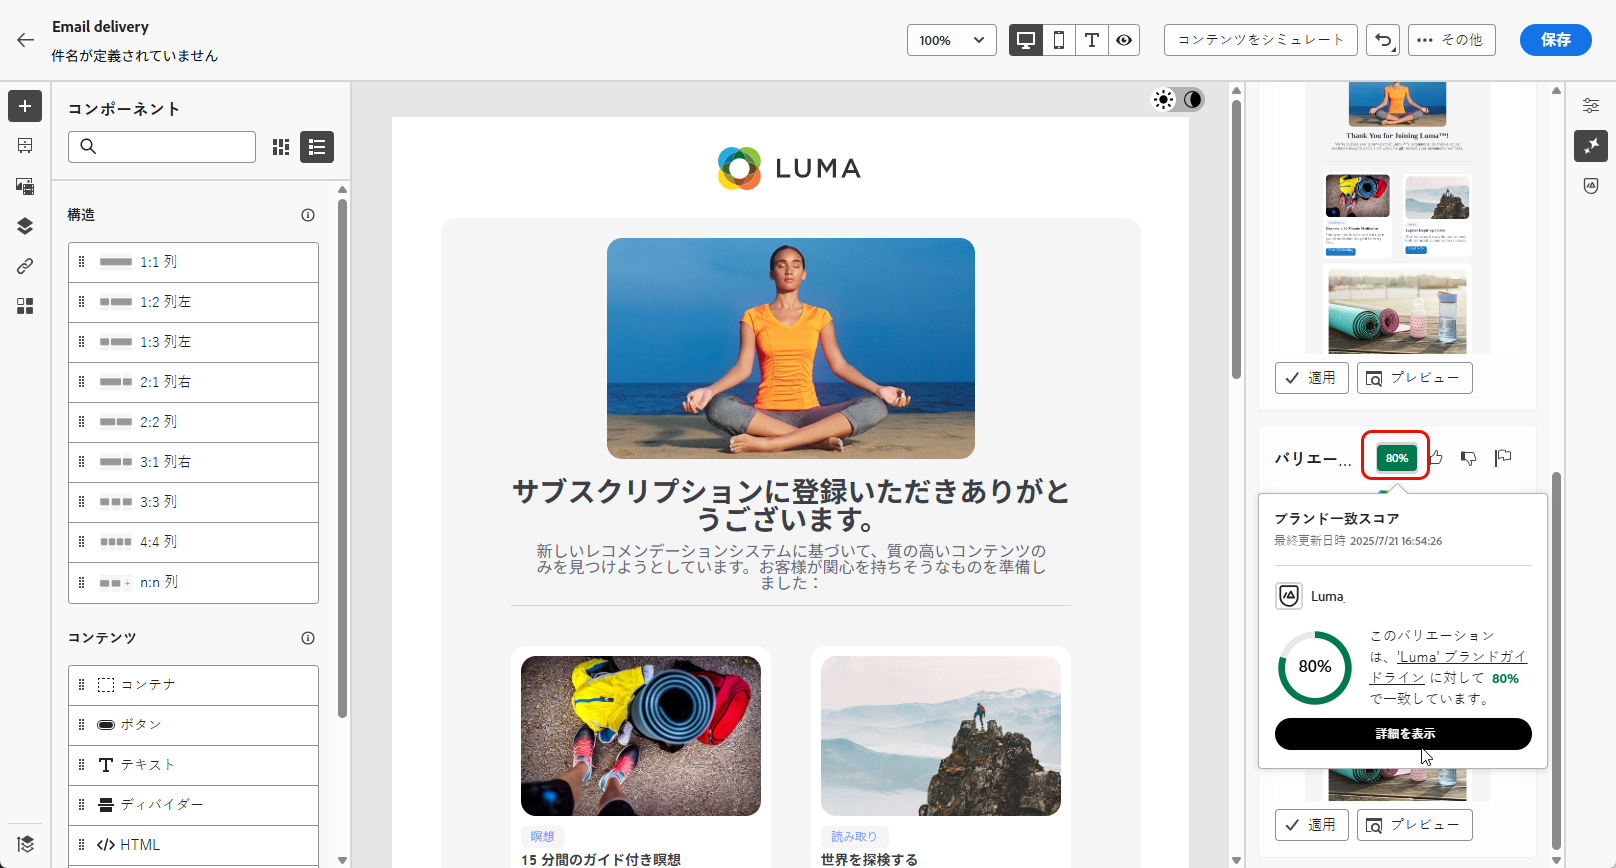 Email delivery
件名が定義されていません
100%
コンテンツをシミュレート
その他
保存
コンポーネント
構造
1:1 列
1:2 列左
1:3 列左
2:1 列右
2:2 列
3:1 列右
3:3 列
4:4 列
n:n 列
コンテンツ
コンテナ
ボタン
テキスト
ディバイダー
HTML
LUMA
サブスクリプションに登録いただきありがと
うございます。
新しいレコメンデーションシステムに基づいて、質の高いコンテンツの
みを見つけようとしています。お客様が関心を持ちそうなものを準備し
ました：
瞑想
15 分間のガイド付き瞑想
読み取り
世界を探検する
Thank You for Joining Luma™!
適用
プレビュー
バリエー...
80%
ブランド一致スコア
最終更新日時 2025/7/21 16:54:26
Luma
80%
このバリエーション
は、'Luma' ブランドガイ
ドライン に対して 80%
で一致しています。
詳細を表示
適用
プレビュー